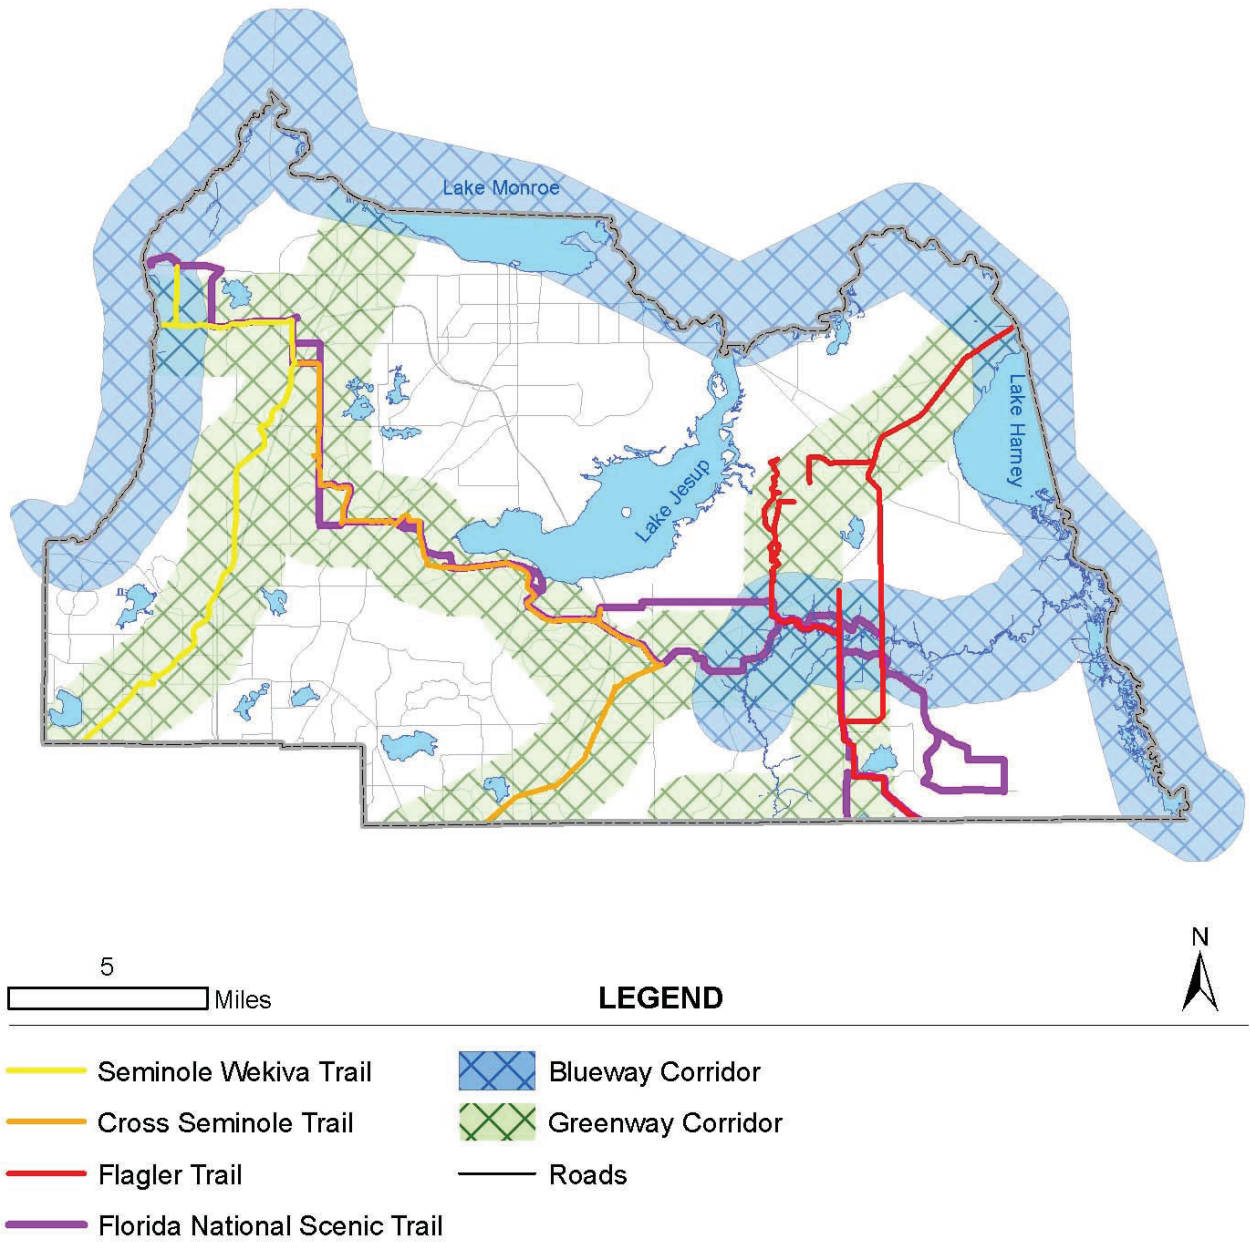 Lake Monroe
Lake Harney
Lake Jesup
N
5
Miles
LEGEND
Seminole Wekiva Trail
Blueway Corridor
Cross Seminole Trail
Greenway Corridor
Flagler Trail
Roads
Florida National Scenic Trail